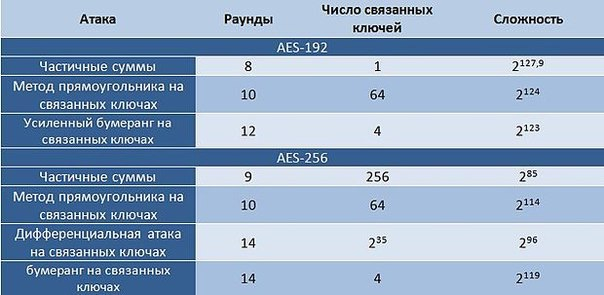 Атака Раунды Число связанных ключей Сложность
AES-192
Частичные суммы 8 1 2^127,9
Метод прямоугольника на связанных ключах 10 64 2^124
Усиленный бумеранг на связанных ключах 12 4 2^123
AES-256
Частичные суммы 9 256 2^85
Метод прямоугольника на связанных ключах 10 64 2^114
Дифференциальная атака на связанных ключах 14 2^35 2^96
бумеранг на связанных ключах 14 4 2^119